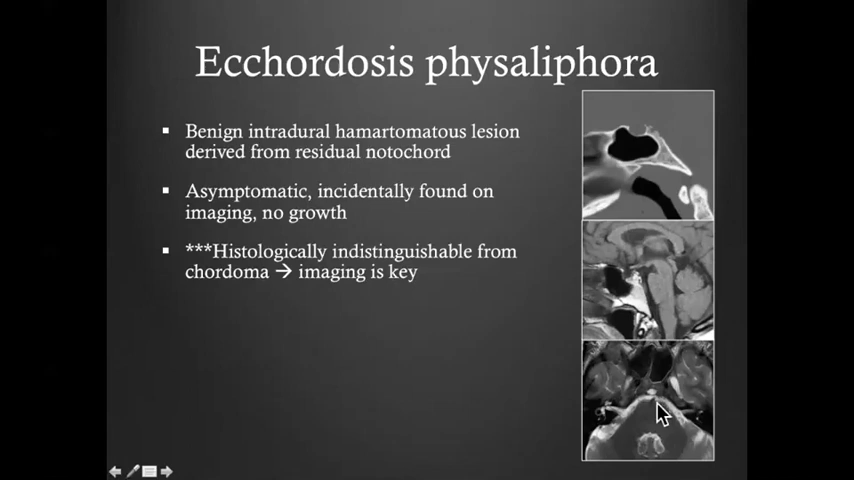 Ecchordosis physaliphora
▪ Benign intradural hamartomatous lesion
derived from residual notochord
▪ Asymptomatic, incidentally found on
imaging, no growth
▪ ***Histologically indistinguishable from
chordoma → imaging is key